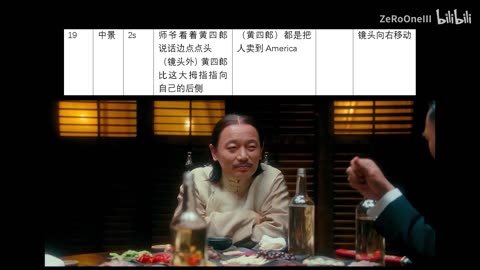 ZeRoOneIII bilibili
19 中景 2s 师爷看着黄四郎 (黄四郎)都是把 镜头向右移动
说话边点点头 人卖到 America
(镜头外)黄四郎
比这大拇指指向
自己的后侧